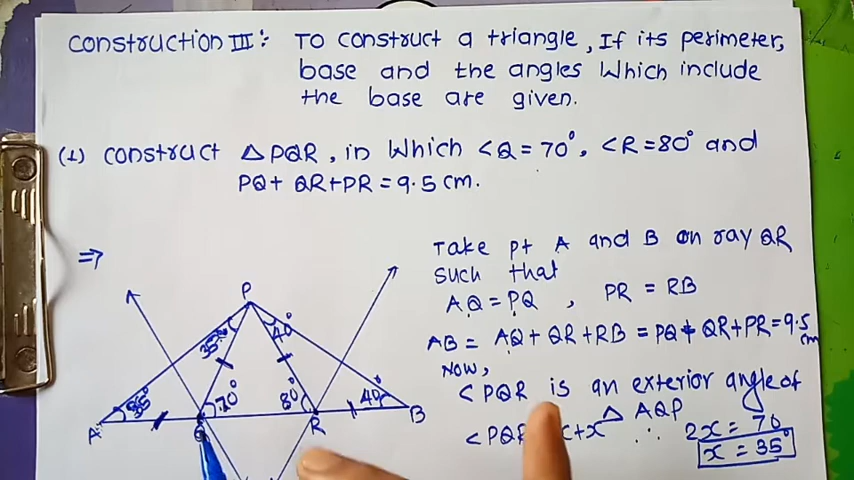 Construction III: To construct a triangle, If its perimeter,
base and the angles which include
the base are given.
(1) Construct △PQR, in which <Q=70°, <R=80° and
PQ+ QR+PR=9.5 cm.
⇒
Take pt A and B on ray QR
such that
AQ=PQ, PR=RB
AB= AQ+QR+RB=PQ+QR+PR=9.5
cm
Now,
<PQR is an exterior angle of
△ AQP
<PQR +x ∴ 2x=70
x=35°
P
35°
40°
35°
70°
80°
40°
A
Q
R
B